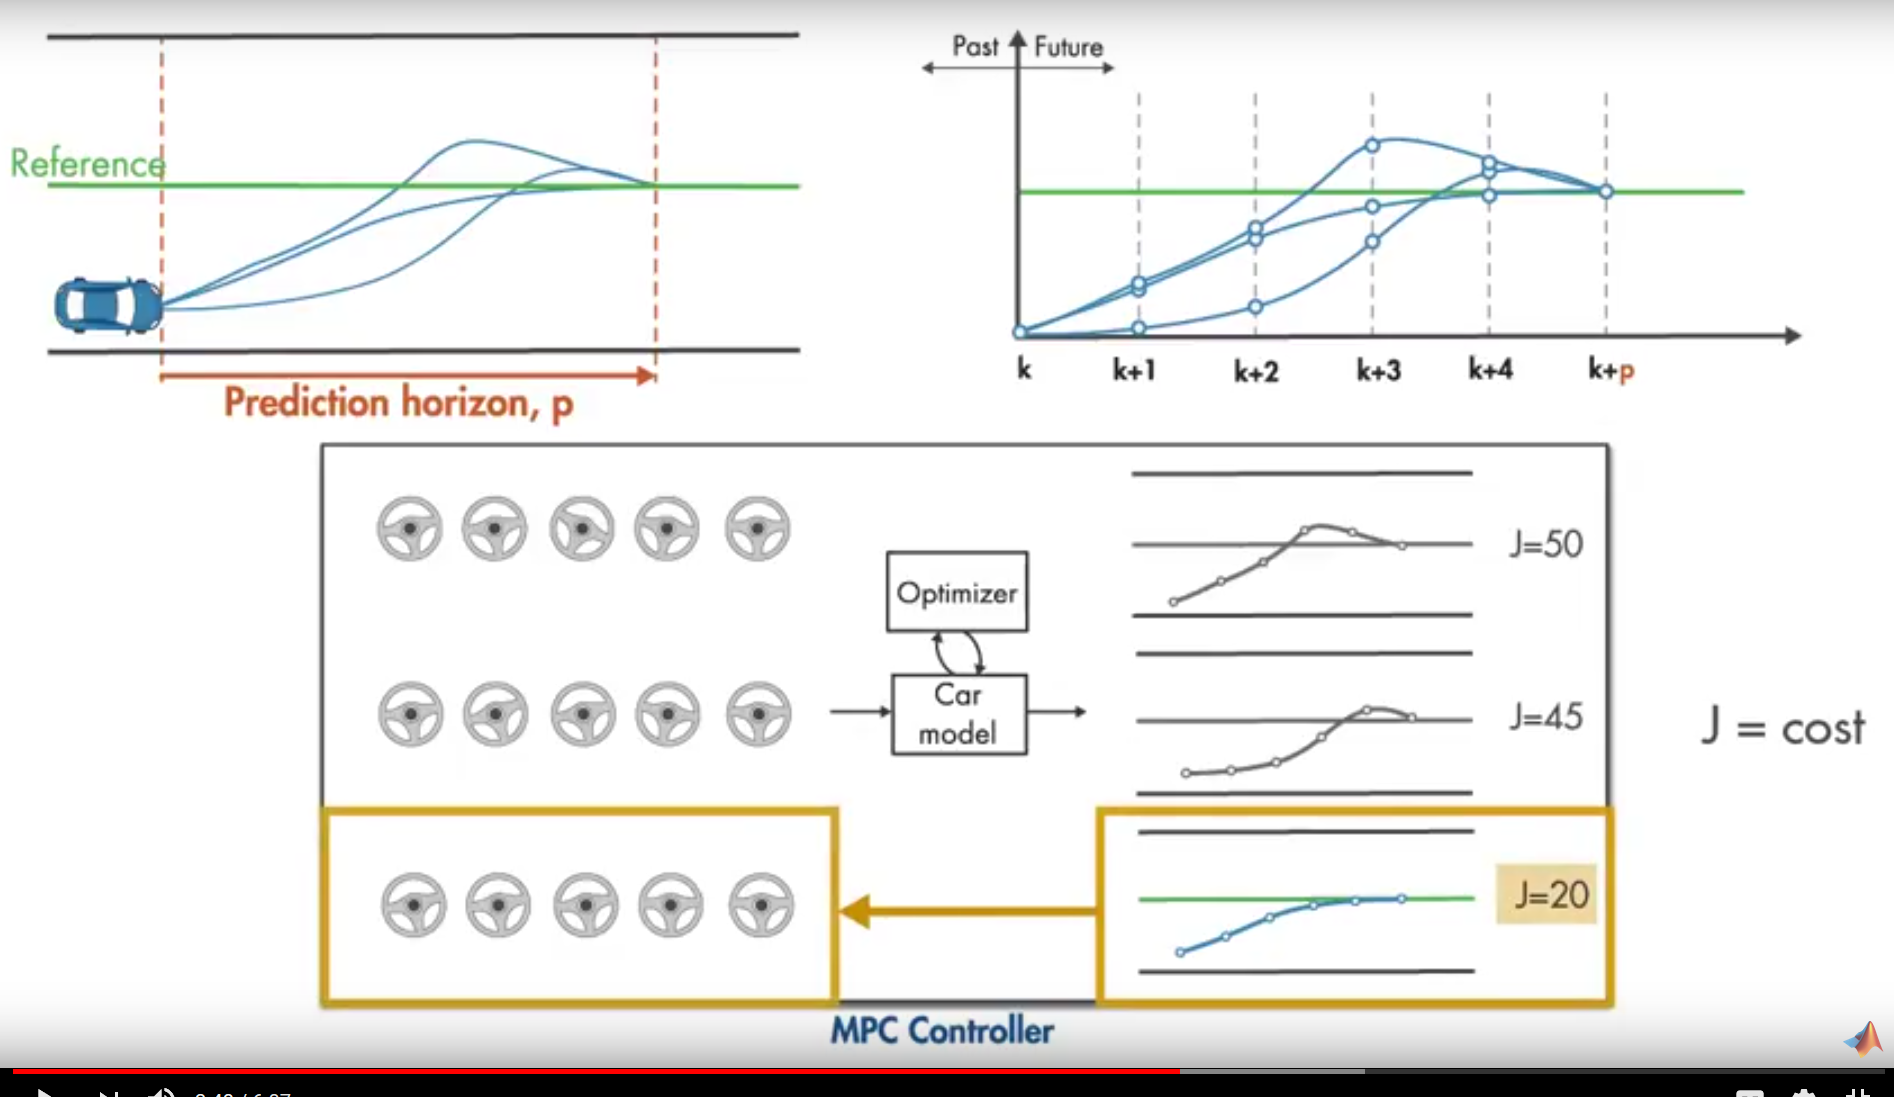 Past
Future
Reference
k
k+1
k+2
k+3
k+4
k+p
Prediction horizon, p
J=50
Optimizer
Car
model
J=45
J = cost
J=20
MPC Controller